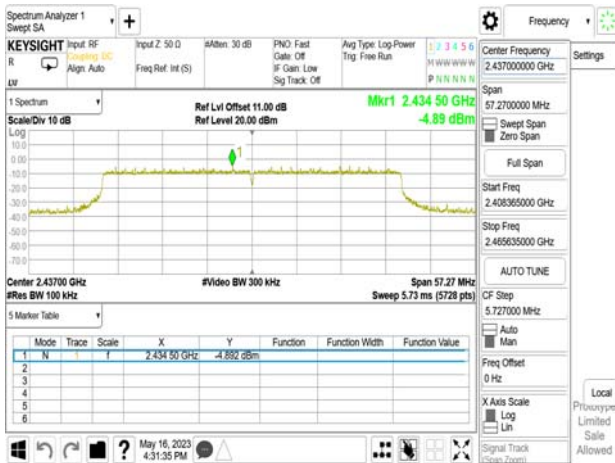 Spectrum Analyzer 1
Swept SA
+
Frequency
KEYSIGHT
Input: RF
Coupling: DC
Align: Auto
Input Z: 50 Ω
Freq Ref: Int (S)
#Atten: 30 dB
PNO: Fast
Gate: Off
IF Gain: Low
Sig Track: Off
Avg Type: Log-Power
Trig: Free Run
1 2 3 4 5 6
M W W W W W
P N N N N N
R
LXI
1 Spectrum
Scale/Div 10 dB
Ref Lvl Offset 11.00 dB
Ref Level 20.00 dBm
Mkr1 2.434 50 GHz
-4.89 dBm
Log
10.0
0.00
-10.0
-20.0
-30.0
-40.0
-50.0
-60.0
-70.0
1
Center 2.43700 GHz
#Video BW 300 kHz
Span 57.27 MHz
#Res BW 100 kHz
Sweep 5.73 ms (5728 pts)
5 Marker Table
Mode Trace Scale X Y Function Function Width Function Value
1 N 1 f 2.434 50 GHz -4.892 dBm
2
3
4
5
6
May 16, 2023
4:31:35 PM
?
Center Frequency
2.437000000 GHz
Settings
Span
57.2700000 MHz
Swept Span
Zero Span
Full Span
Start Freq
2.408365000 GHz
Stop Freq
2.465635000 GHz
AUTO TUNE
CF Step
5.727000 MHz
Auto
Man
Freq Offset
0 Hz
X Axis Scale
Log
Lin
Signal Track
(Span Zoom)
Local
Prototype
Limited
Sale
Allowed